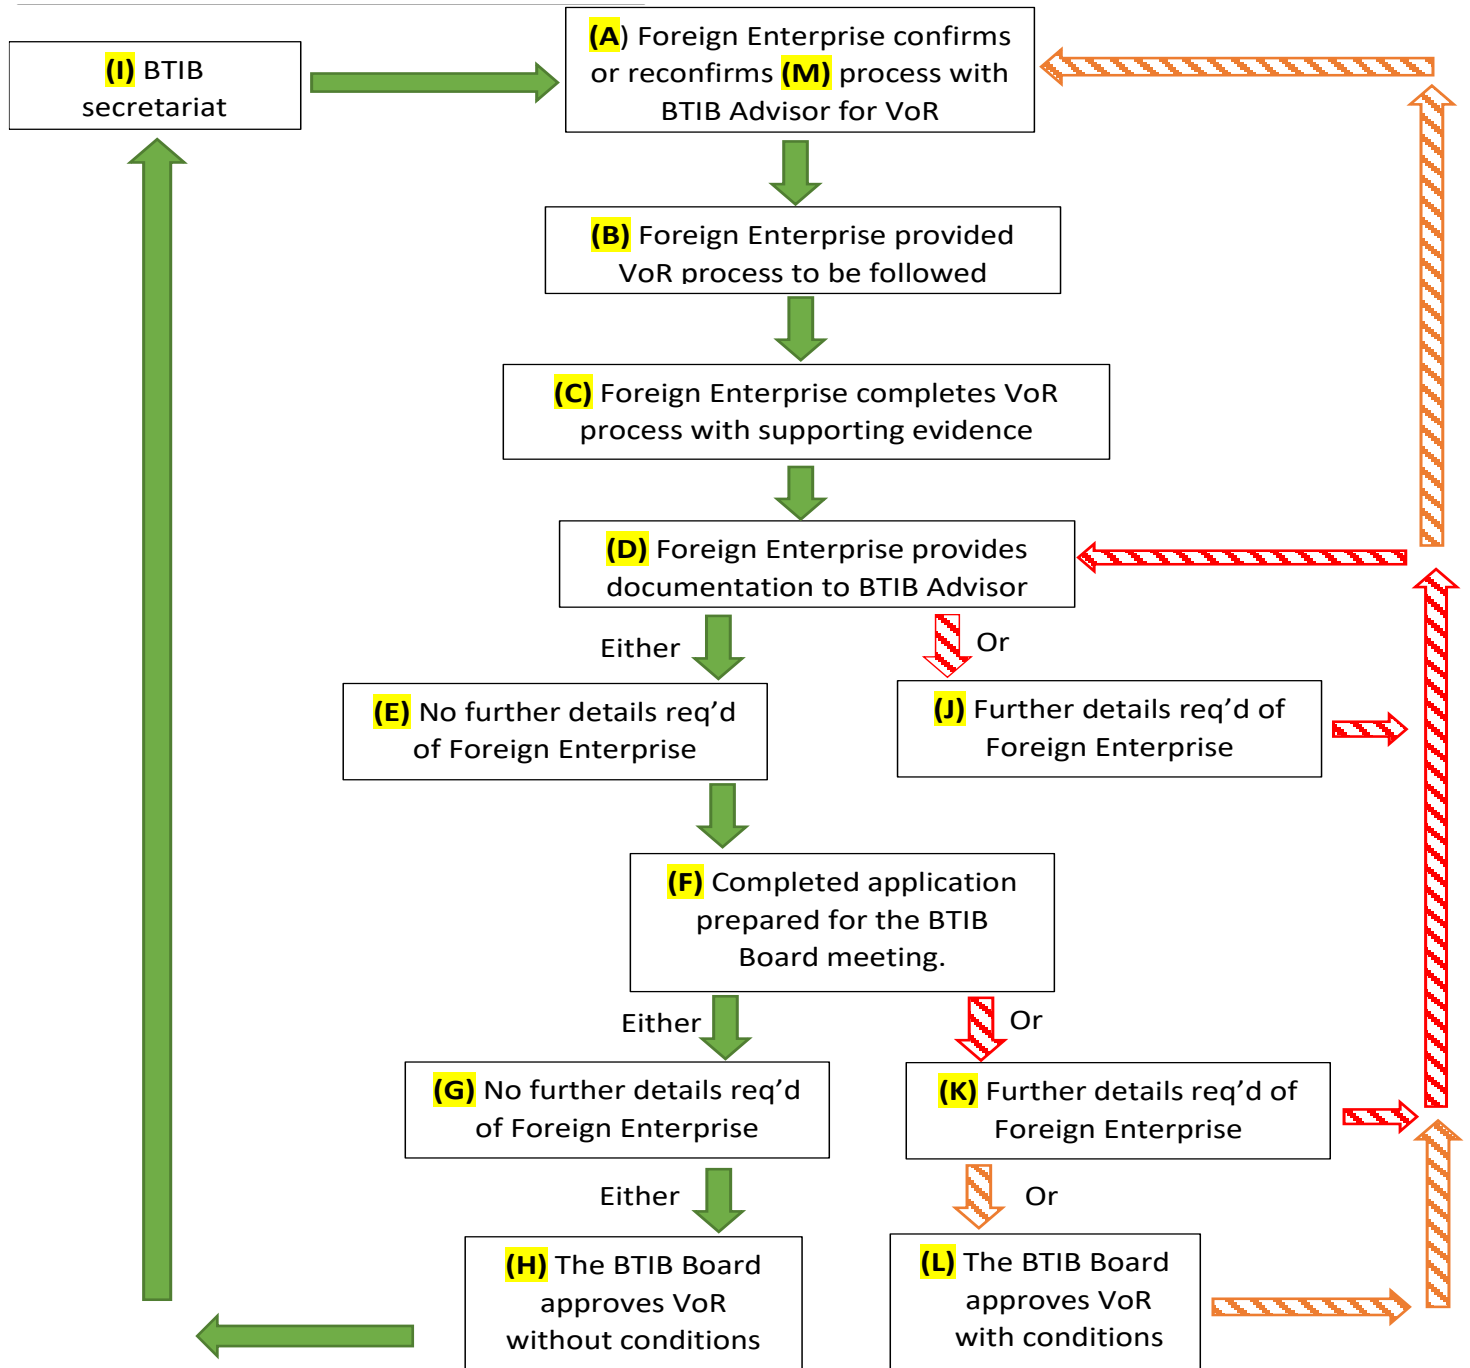 (I) BTIB
secretariat
(A) Foreign Enterprise confirms
or reconfirms (M) process with
BTIB Advisor for VoR
(B) Foreign Enterprise provided
VoR process to be followed
(C) Foreign Enterprise completes VoR
process with supporting evidence
(D) Foreign Enterprise provides
documentation to BTIB Advisor
Either
Or
(E) No further details req’d
of Foreign Enterprise
(J) Further details req’d of
Foreign Enterprise
(F) Completed application
prepared for the BTIB
Board meeting.
Either
Or
(G) No further details req’d
of Foreign Enterprise
(K) Further details req’d of
Foreign Enterprise
Either
Or
(H) The BTIB Board
approves VoR
without conditions
(L) The BTIB Board
approves VoR
with conditions